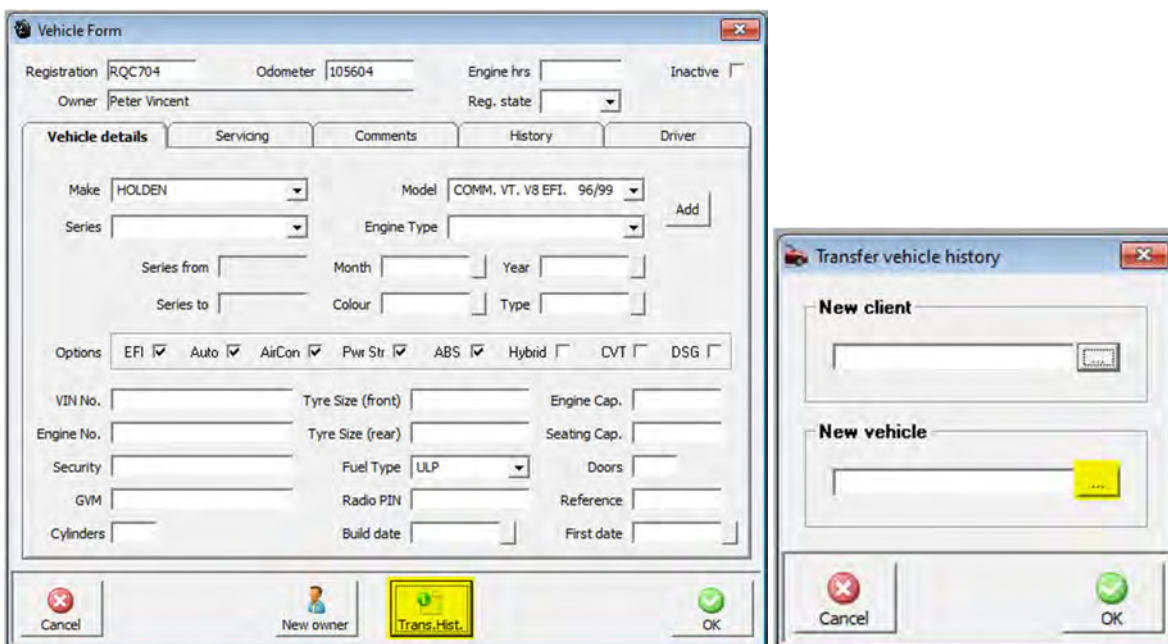 Vehicle Form
Registration RQC704 Odometer 105604 Engine hrs Inactive
Owner Peter Vincent Reg. state
Vehicle details Servicing Comments History Driver
Make HOLDEN Model COMM. VT. V8 EFI. 96/99
Add
Series Engine Type
Series from Month Year
Series to Colour Type
Options EFI Auto AirCon Pwr Str ABS Hybrid CVT DSG
VIN No. Tyre Size (front) Engine Cap.
Engine No. Tyre Size (rear) Seating Cap.
Security Fuel Type ULP Doors
GVM Radio PIN Reference
Cylinders Build date First date
Cancel New owner Trans.Hist. OK
Transfer vehicle history
New client
...
New vehicle
...
Cancel OK